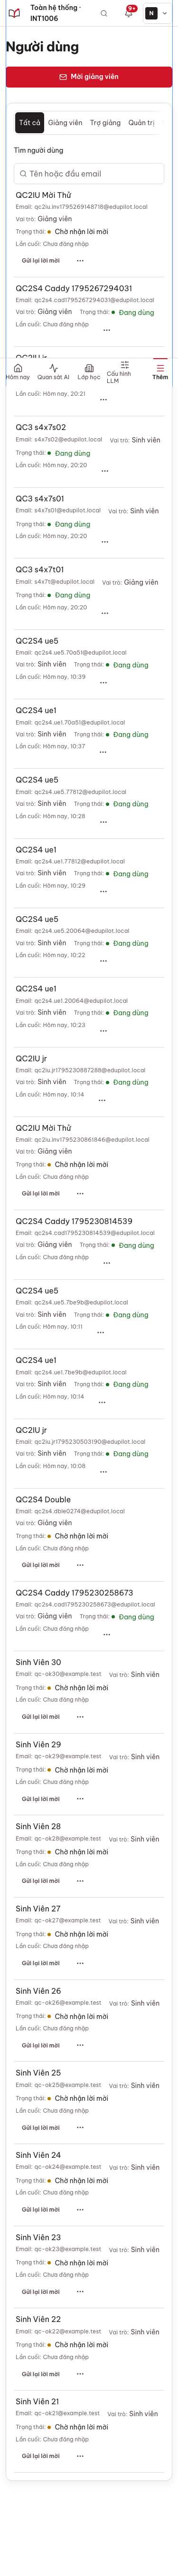 Toàn hệ thống ·
INT1006
9+
N
Người dùng
Mời giảng viên
Tất cả Giảng viên Trợ giảng Quản trị
Tìm người dùng
Tên hoặc đầu email
QC2IU Mời Thử
Email: qc2iu.inv1795269148718@edupilot.local
Vai trò: Giảng viên
Trạng thái: Chờ nhận lời mời
Lần cuối: Chưa đăng nhập
Gửi lại lời mời ...
QC2S4 Caddy 1795267294031
Email: qc2s4.cad1795267294031@edupilot.local
Vai trò: Giảng viên Trạng thái: Đang dùng
Lần cuối: Chưa đăng nhập
...
QC2IU jr
Hôm nay Quan sát AI Lớp học Cấu hình LLM Thêm
Lần cuối: Hôm nay, 20:21
...
QC3 s4x7s02
Email: s4x7s02@edupilot.local Vai trò: Sinh viên
Trạng thái: Đang dùng
Lần cuối: Hôm nay, 20:20
...
QC3 s4x7s01
Email: s4x7s01@edupilot.local Vai trò: Sinh viên
Trạng thái: Đang dùng
Lần cuối: Hôm nay, 20:20
...
QC3 s4x7t01
Email: s4x7t@edupilot.local Vai trò: Giảng viên
Trạng thái: Đang dùng
Lần cuối: Hôm nay, 20:20
...
QC2S4 ue5
Email: qc2s4.ue5.70a51@edupilot.local
Vai trò: Sinh viên Trạng thái: Đang dùng
Lần cuối: Hôm nay, 10:39
...
QC2S4 ue1
Email: qc2s4.ue1.70a51@edupilot.local
Vai trò: Sinh viên Trạng thái: Đang dùng
Lần cuối: Hôm nay, 10:37
...
QC2S4 ue5
Email: qc2s4.ue5.77812@edupilot.local
Vai trò: Sinh viên Trạng thái: Đang dùng
Lần cuối: Hôm nay, 10:28
...
QC2S4 ue1
Email: qc2s4.ue1.77812@edupilot.local
Vai trò: Sinh viên Trạng thái: Đang dùng
Lần cuối: Hôm nay, 10:29
...
QC2S4 ue5
Email: qc2s4.ue5.20064@edupilot.local
Vai trò: Sinh viên Trạng thái: Đang dùng
Lần cuối: Hôm nay, 10:22
...
QC2S4 ue1
Email: qc2s4.ue1.20064@edupilot.local
Vai trò: Sinh viên Trạng thái: Đang dùng
Lần cuối: Hôm nay, 10:23
...
QC2IU jr
Email: qc2iu.jr1795230887288@edupilot.local
Vai trò: Sinh viên Trạng thái: Đang dùng
Lần cuối: Hôm nay, 10:14
...
QC2IU Mời Thử
Email: qc2iu.inv1795230861846@edupilot.local
Vai trò: Giảng viên
Trạng thái: Chờ nhận lời mời
Lần cuối: Chưa đăng nhập
Gửi lại lời mời ...
QC2S4 Caddy 1795230814539
Email: qc2s4.cad1795230814539@edupilot.local
Vai trò: Giảng viên Trạng thái: Đang dùng
Lần cuối: Chưa đăng nhập
...
QC2S4 ue5
Email: qc2s4.ue5.7be9b@edupilot.local
Vai trò: Sinh viên Trạng thái: Đang dùng
Lần cuối: Hôm nay, 10:11
...
QC2S4 ue1
Email: qc2s4.ue1.7be9b@edupilot.local
Vai trò: Sinh viên Trạng thái: Đang dùng
Lần cuối: Hôm nay, 10:14
...
QC2IU jr
Email: qc2iu.jr1795230503190@edupilot.local
Vai trò: Sinh viên Trạng thái: Đang dùng
Lần cuối: Hôm nay, 10:08
...
QC2S4 Double
Email: qc2s4.dble0274@edupilot.local
Vai trò: Giảng viên
Trạng thái: Chờ nhận lời mời
Lần cuối: Chưa đăng nhập
Gửi lại lời mời ...
QC2S4 Caddy 1795230258673
Email: qc2s4.cad1795230258673@edupilot.local
Vai trò: Giảng viên Trạng thái: Đang dùng
Lần cuối: Chưa đăng nhập
...
Sinh Viên 30
Email: qc-ok30@example.test Vai trò: Sinh viên
Trạng thái: Chờ nhận lời mời
Lần cuối: Chưa đăng nhập
Gửi lại lời mời ...
Sinh Viên 29
Email: qc-ok29@example.test Vai trò: Sinh viên
Trạng thái: Chờ nhận lời mời
Lần cuối: Chưa đăng nhập
Gửi lại lời mời ...
Sinh Viên 28
Email: qc-ok28@example.test Vai trò: Sinh viên
Trạng thái: Chờ nhận lời mời
Lần cuối: Chưa đăng nhập
Gửi lại lời mời ...
Sinh Viên 27
Email: qc-ok27@example.test Vai trò: Sinh viên
Trạng thái: Chờ nhận lời mời
Lần cuối: Chưa đăng nhập
Gửi lại lời mời ...
Sinh Viên 26
Email: qc-ok26@example.test Vai trò: Sinh viên
Trạng thái: Chờ nhận lời mời
Lần cuối: Chưa đăng nhập
Gửi lại lời mời ...
Sinh Viên 25
Email: qc-ok25@example.test Vai trò: Sinh viên
Trạng thái: Chờ nhận lời mời
Lần cuối: Chưa đăng nhập
Gửi lại lời mời ...
Sinh Viên 24
Email: qc-ok24@example.test Vai trò: Sinh viên
Trạng thái: Chờ nhận lời mời
Lần cuối: Chưa đăng nhập
Gửi lại lời mời ...
Sinh Viên 23
Email: qc-ok23@example.test Vai trò: Sinh viên
Trạng thái: Chờ nhận lời mời
Lần cuối: Chưa đăng nhập
Gửi lại lời mời ...
Sinh Viên 22
Email: qc-ok22@example.test Vai trò: Sinh viên
Trạng thái: Chờ nhận lời mời
Lần cuối: Chưa đăng nhập
Gửi lại lời mời ...
Sinh Viên 21
Email: qc-ok21@example.test Vai trò: Sinh viên
Trạng thái: Chờ nhận lời mời
Lần cuối: Chưa đăng nhập
Gửi lại lời mời ...